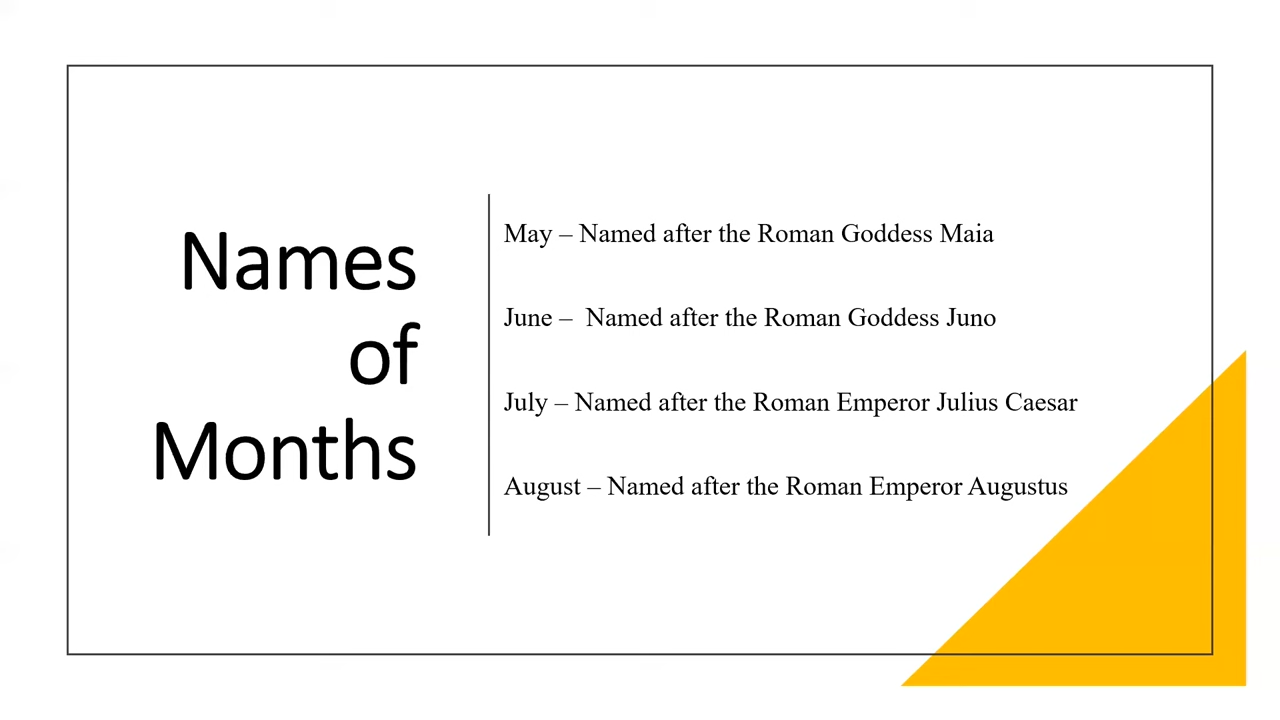 Names
of
Months
May – Named after the Roman Goddess Maia
June –  Named after the Roman Goddess Juno
July – Named after the Roman Emperor Julius Caesar
August – Named after the Roman Emperor Augustus